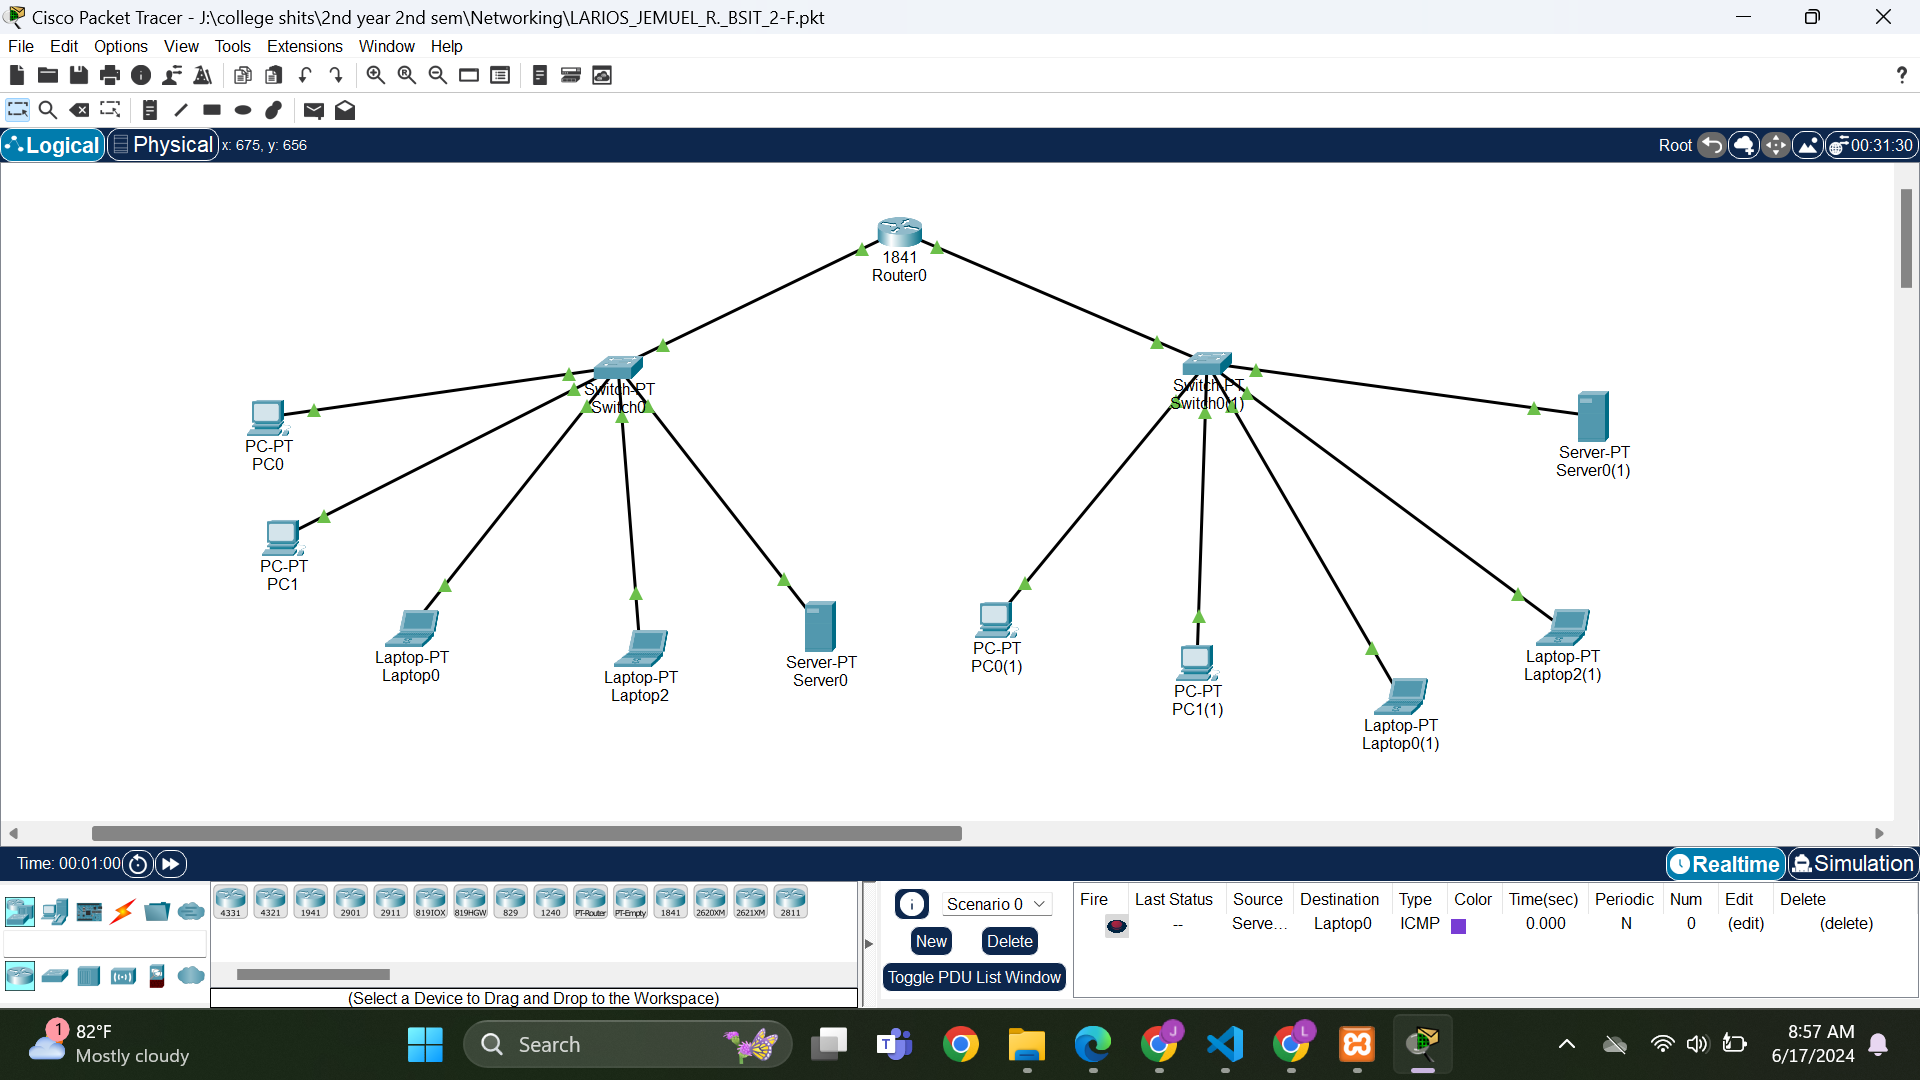 Cisco Packet Tracer - J:\college shits\2nd year 2nd sem\Networking\LARIOS_JEMUEL_R._BSIT_2-F.pkt
File Edit Options View Tools Extensions Window Help
?
Logical Physical x: 675, y: 656 Root 00:31:30
1841
Router0
Switch-PT
Switch0
Switch-PT
Switch0(1)
PC-PT
PC0
Server-PT
Server0(1)
PC-PT
PC1
Laptop-PT
Laptop0
Laptop-PT
Laptop2
Server-PT
Server0
PC-PT
PC0(1)
PC-PT
PC1(1)
Laptop-PT
Laptop0(1)
Laptop-PT
Laptop2(1)
Time: 00:01:00 Realtime Simulation
4331 4321 1941 2901 2911 819IOX 819HGW 829 1240 PT-Router PT-Empty 1841 2620XM 2621XM 2811
(Select a Device to Drag and Drop to the Workspace)
Scenario 0
New Delete
Toggle PDU List Window
Fire Last Status Source Destination Type Color Time(sec) Periodic Num Edit Delete
-- Serve... Laptop0 ICMP 0.000 N 0 (edit) (delete)
1 82°F
Mostly cloudy
Search
J
L
8:57 AM
6/17/2024